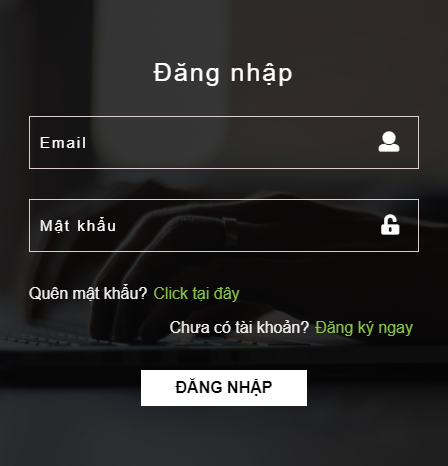 Đăng nhập
Email
Mật khẩu
Quên mật khẩu? Click tại đây
Chưa có tài khoản? Đăng ký ngay
ĐĂNG NHẬP